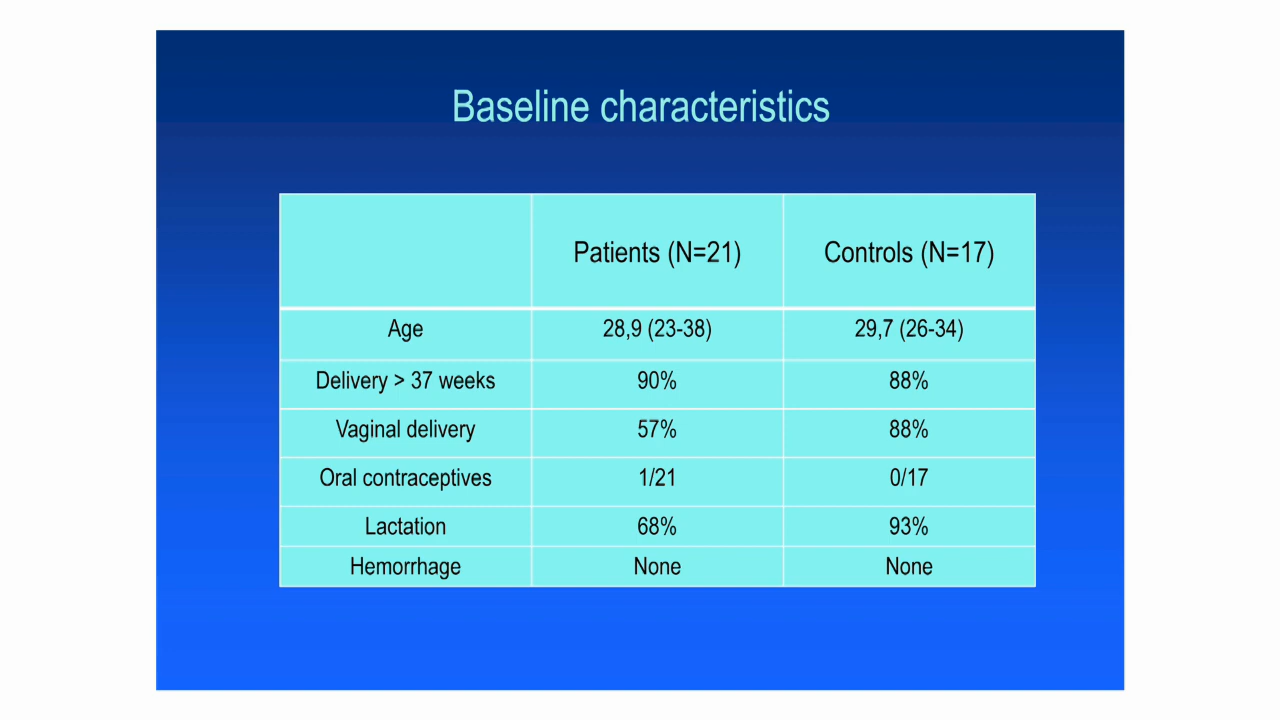 Baseline characteristics
Patients (N=21) Controls (N=17)
Age 28,9 (23-38) 29,7 (26-34)
Delivery > 37 weeks 90% 88%
Vaginal delivery 57% 88%
Oral contraceptives 1/21 0/17
Lactation 68% 93%
Hemorrhage None None